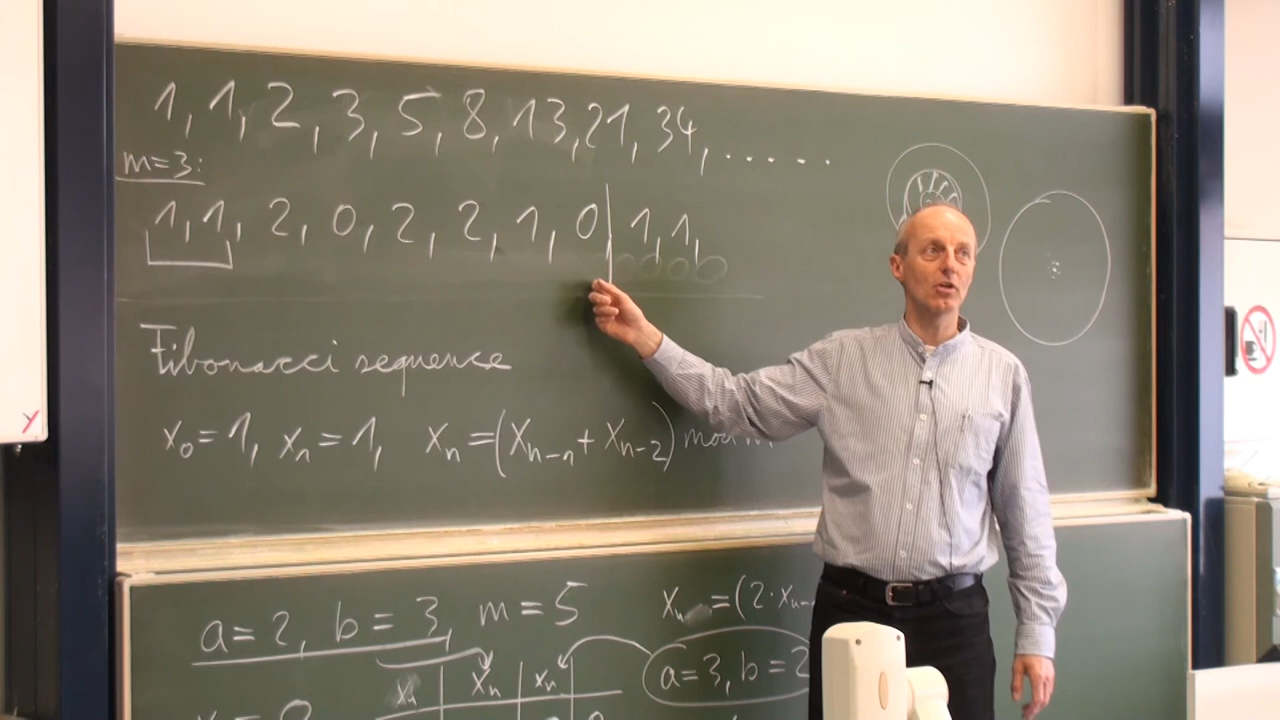 1, 1, 2, 3, 5, 8, 13, 21, 34, ......
m=3:
1, 1, 2, 0, 2, 2, 1, 0 | 1, 1,
Fibonacci sequence
x₀=1, x₁=1, xₙ=(xₙ₋₁+xₙ₋₂) mod m
a=2, b=3, m=5
xₙ=(2·xₙ₋
xₙ xₙ
a=3, b=2
y